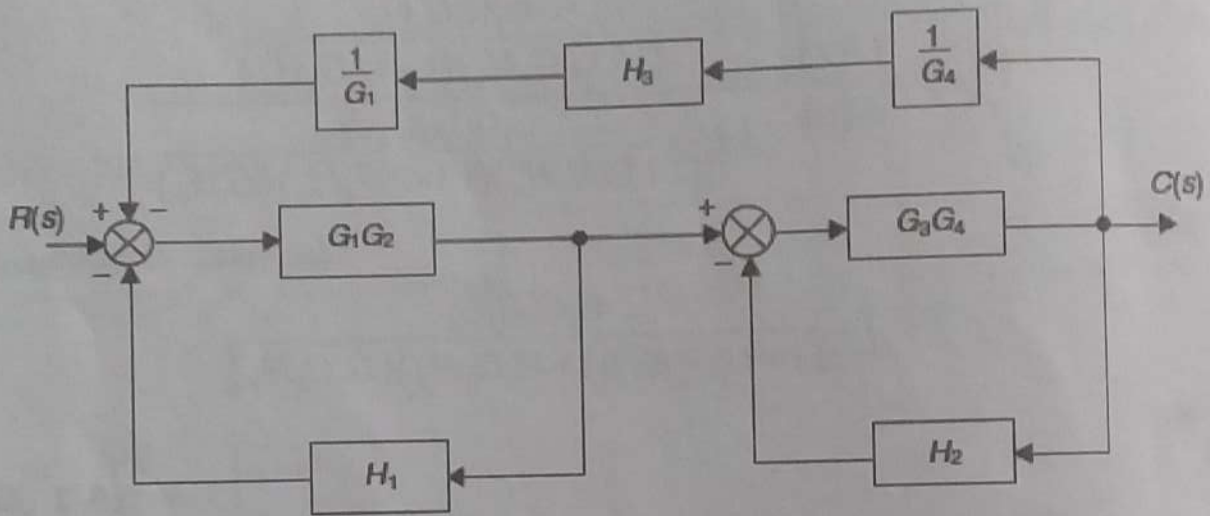 1
G₁
H₃
1
G₄
R(s)
+
−
−
G₁G₂
+
−
G₃G₄
C(s)
H₁
H₂